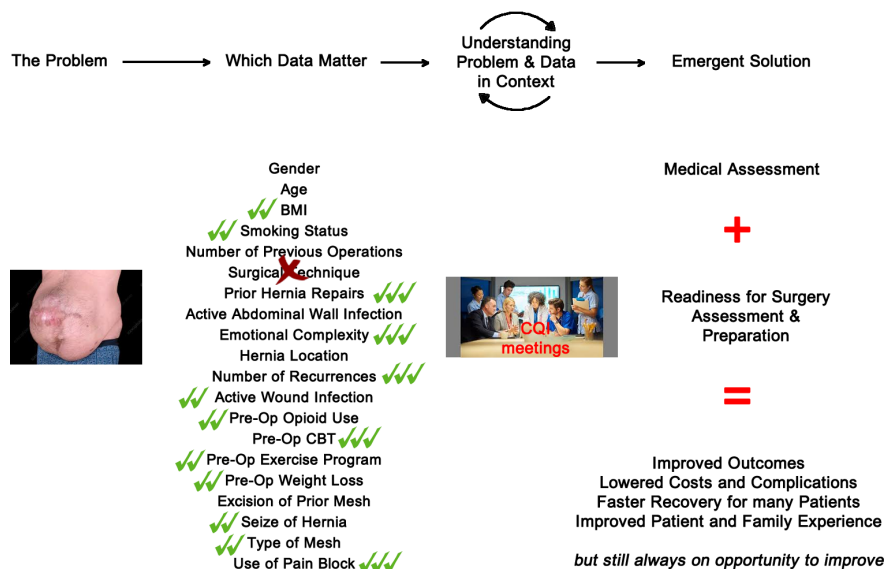 The Problem
Which Data Matter
Understanding
Problem & Data
in Context
Emergent Solution
Gender
Age
BMI
Smoking Status
Number of Previous Operations
Surgical Technique
Prior Hernia Repairs
Active Abdominal Wall Infection
Emotional Complexity
Hernia Location
Number of Recurrences
Active Wound Infection
Pre-Op Opioid Use
Pre-Op CBT
Pre-Op Exercise Program
Pre-Op Weight Loss
Excision of Prior Mesh
Seize of Hernia
Type of Mesh
Use of Pain Block
CQI
meetings
Medical Assessment
+
Readiness for Surgery
Assessment &
Preparation
=
Improved Outcomes
Lowered Costs and Complications
Faster Recovery for many Patients
Improved Patient and Family Experience
but still always on opportunity to improve